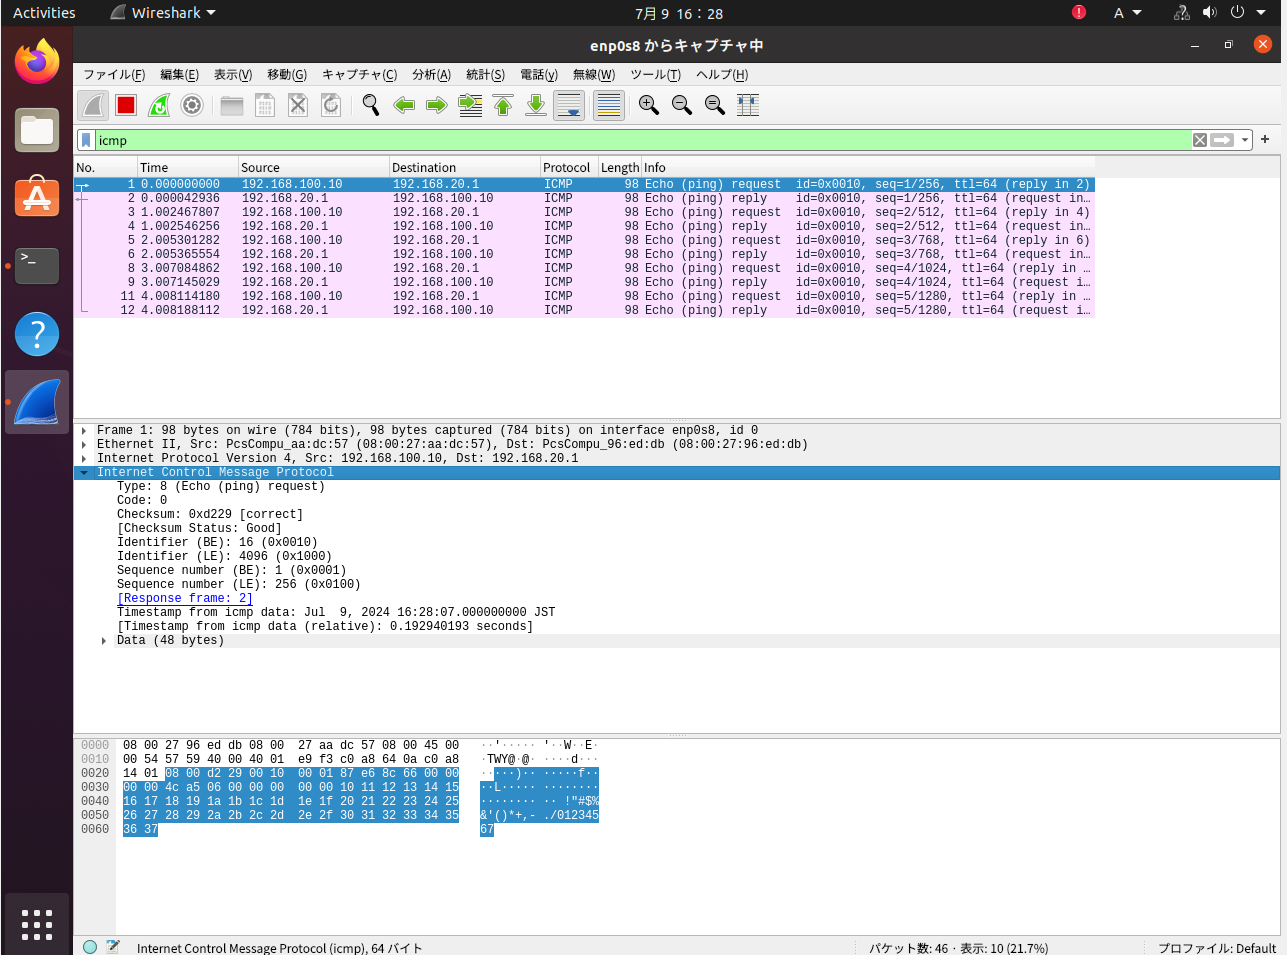 Activities
Wireshark
7月 9 16：28
A
enp0s8 からキャプチャ中
ファイル(F) 編集(E) 表示(V) 移動(G) キャプチャ(C) 分析(A) 統計(S) 電話(y) 無線(W) ツール(T) ヘルプ(H)
icmp
No. Time Source Destination Protocol Length Info
1 0.000000000 192.168.100.10 192.168.20.1 ICMP 98 Echo (ping) request id=0x0010, seq=1/256, ttl=64 (reply in 2)
2 0.000042936 192.168.20.1 192.168.100.10 ICMP 98 Echo (ping) reply id=0x0010, seq=1/256, ttl=64 (request in…
3 1.002467807 192.168.100.10 192.168.20.1 ICMP 98 Echo (ping) request id=0x0010, seq=2/512, ttl=64 (reply in 4)
4 1.002546256 192.168.20.1 192.168.100.10 ICMP 98 Echo (ping) reply id=0x0010, seq=2/512, ttl=64 (request in…
5 2.005301282 192.168.100.10 192.168.20.1 ICMP 98 Echo (ping) request id=0x0010, seq=3/768, ttl=64 (reply in 6)
6 2.005365554 192.168.20.1 192.168.100.10 ICMP 98 Echo (ping) reply id=0x0010, seq=3/768, ttl=64 (request in…
8 3.007084862 192.168.100.10 192.168.20.1 ICMP 98 Echo (ping) request id=0x0010, seq=4/1024, ttl=64 (reply in …
9 3.007145029 192.168.20.1 192.168.100.10 ICMP 98 Echo (ping) reply id=0x0010, seq=4/1024, ttl=64 (request i…
11 4.008114180 192.168.100.10 192.168.20.1 ICMP 98 Echo (ping) request id=0x0010, seq=5/1280, ttl=64 (reply in …
12 4.008188112 192.168.20.1 192.168.100.10 ICMP 98 Echo (ping) reply id=0x0010, seq=5/1280, ttl=64 (request i…
Frame 1: 98 bytes on wire (784 bits), 98 bytes captured (784 bits) on interface enp0s8, id 0
Ethernet II, Src: PcsCompu_aa:dc:57 (08:00:27:aa:dc:57), Dst: PcsCompu_96:ed:db (08:00:27:96:ed:db)
Internet Protocol Version 4, Src: 192.168.100.10, Dst: 192.168.20.1
Internet Control Message Protocol
Type: 8 (Echo (ping) request)
Code: 0
Checksum: 0xd229 [correct]
[Checksum Status: Good]
Identifier (BE): 16 (0x0010)
Identifier (LE): 4096 (0x1000)
Sequence number (BE): 1 (0x0001)
Sequence number (LE): 256 (0x0100)
[Response frame: 2]
Timestamp from icmp data: Jul  9, 2024 16:28:07.000000000 JST
[Timestamp from icmp data (relative): 0.192940193 seconds]
Data (48 bytes)
0000 08 00 27 96 ed db 08 00 27 aa dc 57 08 00 45 00 ··'····· '··W··E·
0010 00 54 57 59 40 00 40 01 e9 f3 c0 a8 64 0a c0 a8 ·TWY@·@· ····d···
0020 14 01 08 00 d2 29 00 10 00 01 87 e6 8c 66 00 00 ·····)·· ·····f··
0030 00 00 4c a5 06 00 00 00 00 00 10 11 12 13 14 15 ··L····· ········
0040 16 17 18 19 1a 1b 1c 1d 1e 1f 20 21 22 23 24 25 ········ ·· !"#$%
0050 26 27 28 29 2a 2b 2c 2d 2e 2f 30 31 32 33 34 35 &'()*+,- ./012345
0060 36 37 67
Internet Control Message Protocol (icmp), 64 バイト
パケット数: 46 · 表示: 10 (21.7%)
プロファイル: Default